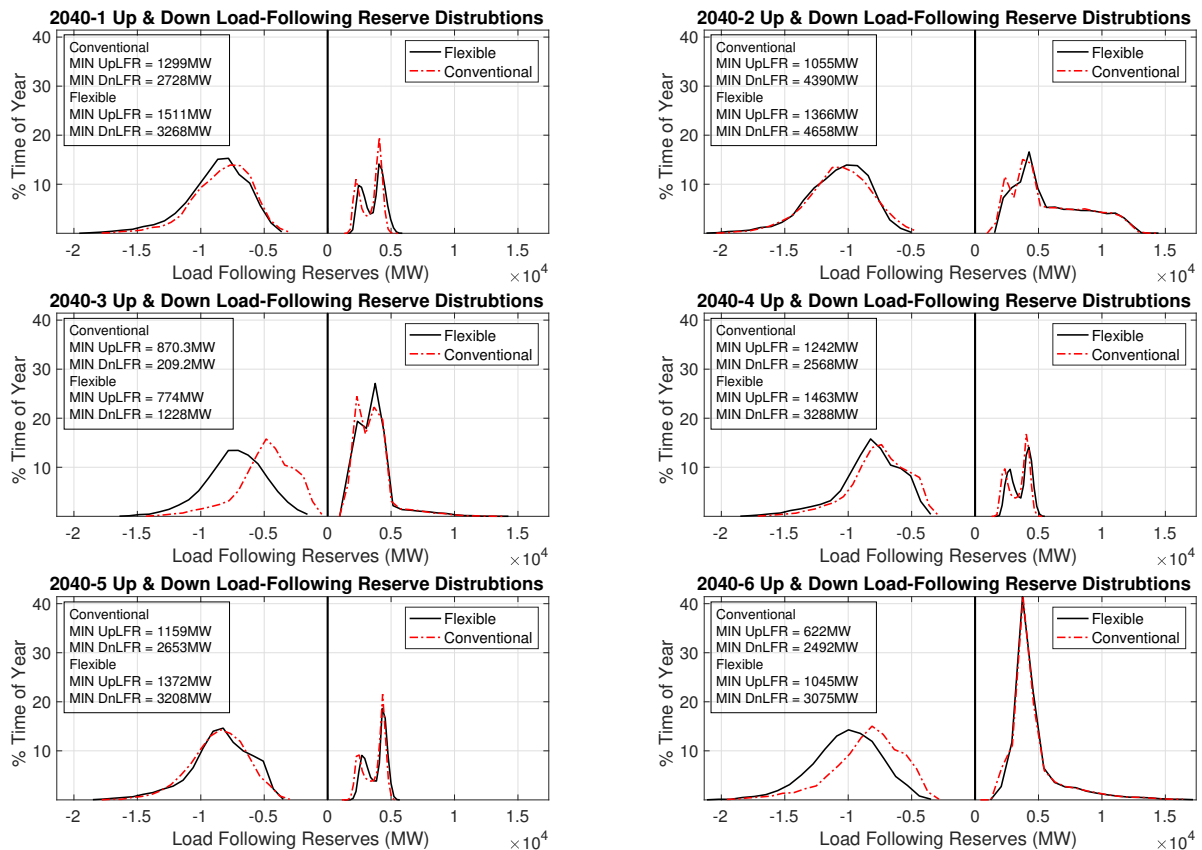 2040-1 Up & Down Load-Following Reserve Distrubtions
% Time of Year
40
30
20
10
Conventional
MIN UpLFR = 1299MW
MIN DnLFR = 2728MW
Flexible
MIN UpLFR = 1511MW
MIN DnLFR = 3268MW
Flexible
Conventional
-2 -1.5 -1 -0.5 0 0.5 1 1.5
Load Following Reserves (MW)
×10^4
2040-2 Up & Down Load-Following Reserve Distrubtions
% Time of Year
40
30
20
10
Conventional
MIN UpLFR = 1055MW
MIN DnLFR = 4390MW
Flexible
MIN UpLFR = 1366MW
MIN DnLFR = 4658MW
Flexible
Conventional
-2 -1.5 -1 -0.5 0 0.5 1 1.5
Load Following Reserves (MW)
×10^4
2040-3 Up & Down Load-Following Reserve Distrubtions
% Time of Year
40
30
20
10
Conventional
MIN UpLFR = 870.3MW
MIN DnLFR = 209.2MW
Flexible
MIN UpLFR = 774MW
MIN DnLFR = 1228MW
Flexible
Conventional
-2 -1.5 -1 -0.5 0 0.5 1 1.5
Load Following Reserves (MW)
×10^4
2040-4 Up & Down Load-Following Reserve Distrubtions
% Time of Year
40
30
20
10
Conventional
MIN UpLFR = 1242MW
MIN DnLFR = 2568MW
Flexible
MIN UpLFR = 1463MW
MIN DnLFR = 3288MW
Flexible
Conventional
-2 -1.5 -1 -0.5 0 0.5 1 1.5
Load Following Reserves (MW)
×10^4
2040-5 Up & Down Load-Following Reserve Distrubtions
% Time of Year
40
30
20
10
Conventional
MIN UpLFR = 1159MW
MIN DnLFR = 2653MW
Flexible
MIN UpLFR = 1372MW
MIN DnLFR = 3208MW
Flexible
Conventional
-2 -1.5 -1 -0.5 0 0.5 1 1.5
Load Following Reserves (MW)
×10^4
2040-6 Up & Down Load-Following Reserve Distrubtions
% Time of Year
40
30
20
10
Conventional
MIN UpLFR = 622MW
MIN DnLFR = 2492MW
Flexible
MIN UpLFR = 1045MW
MIN DnLFR = 3075MW
Flexible
Conventional
-2 -1.5 -1 -0.5 0 0.5 1 1.5
Load Following Reserves (MW)
×10^4